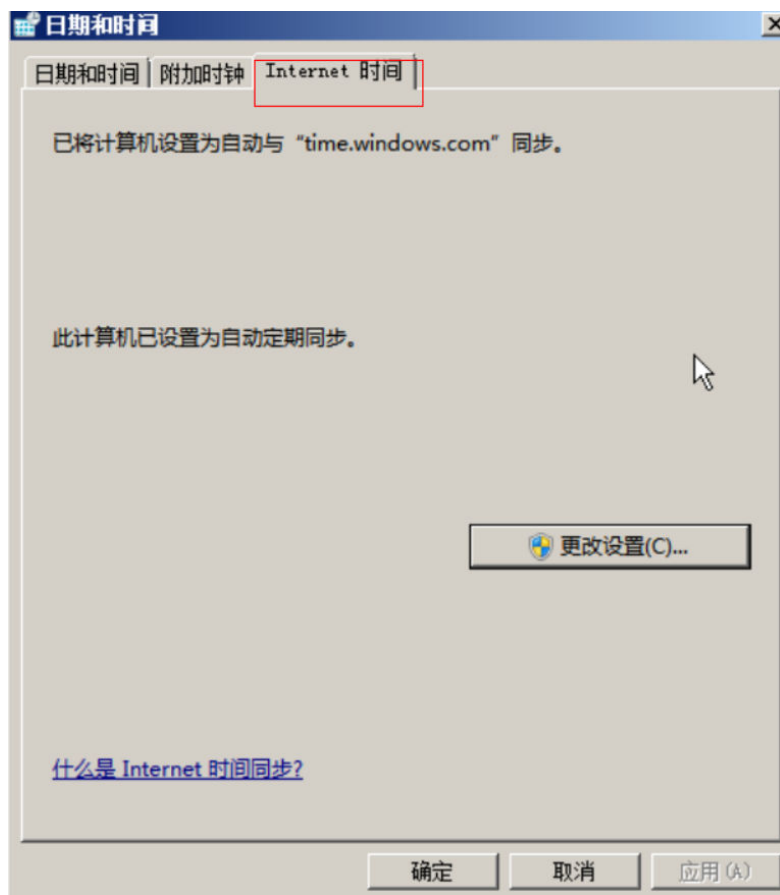 日期和时间
日期和时间 附加时钟 Internet 时间
已将计算机设置为自动与 “time.windows.com” 同步。
此计算机已设置为自动定期同步。
更改设置(C)...
什么是 Internet 时间同步?
确定 取消 应用(A)